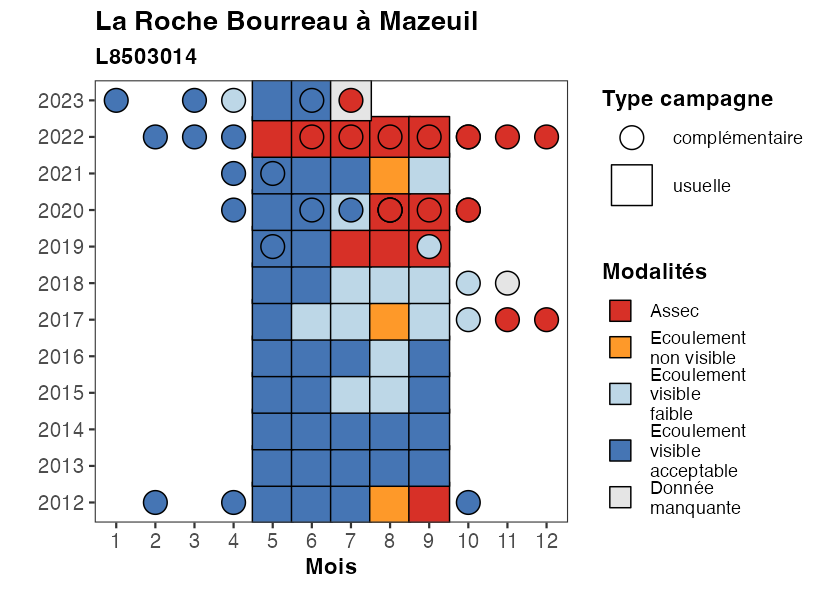 La Roche Bourreau à Mazeuil
L8503014
2023
2022
2021
2020
2019
2018
2017
2016
2015
2014
2013
2012
1 2 3 4 5 6 7 8 9 10 11 12
Mois
Type campagne
complémentaire
usuelle
Modalités
Assec
Ecoulement
non visible
Ecoulement
visible
faible
Ecoulement
visible
acceptable
Donnée
manquante